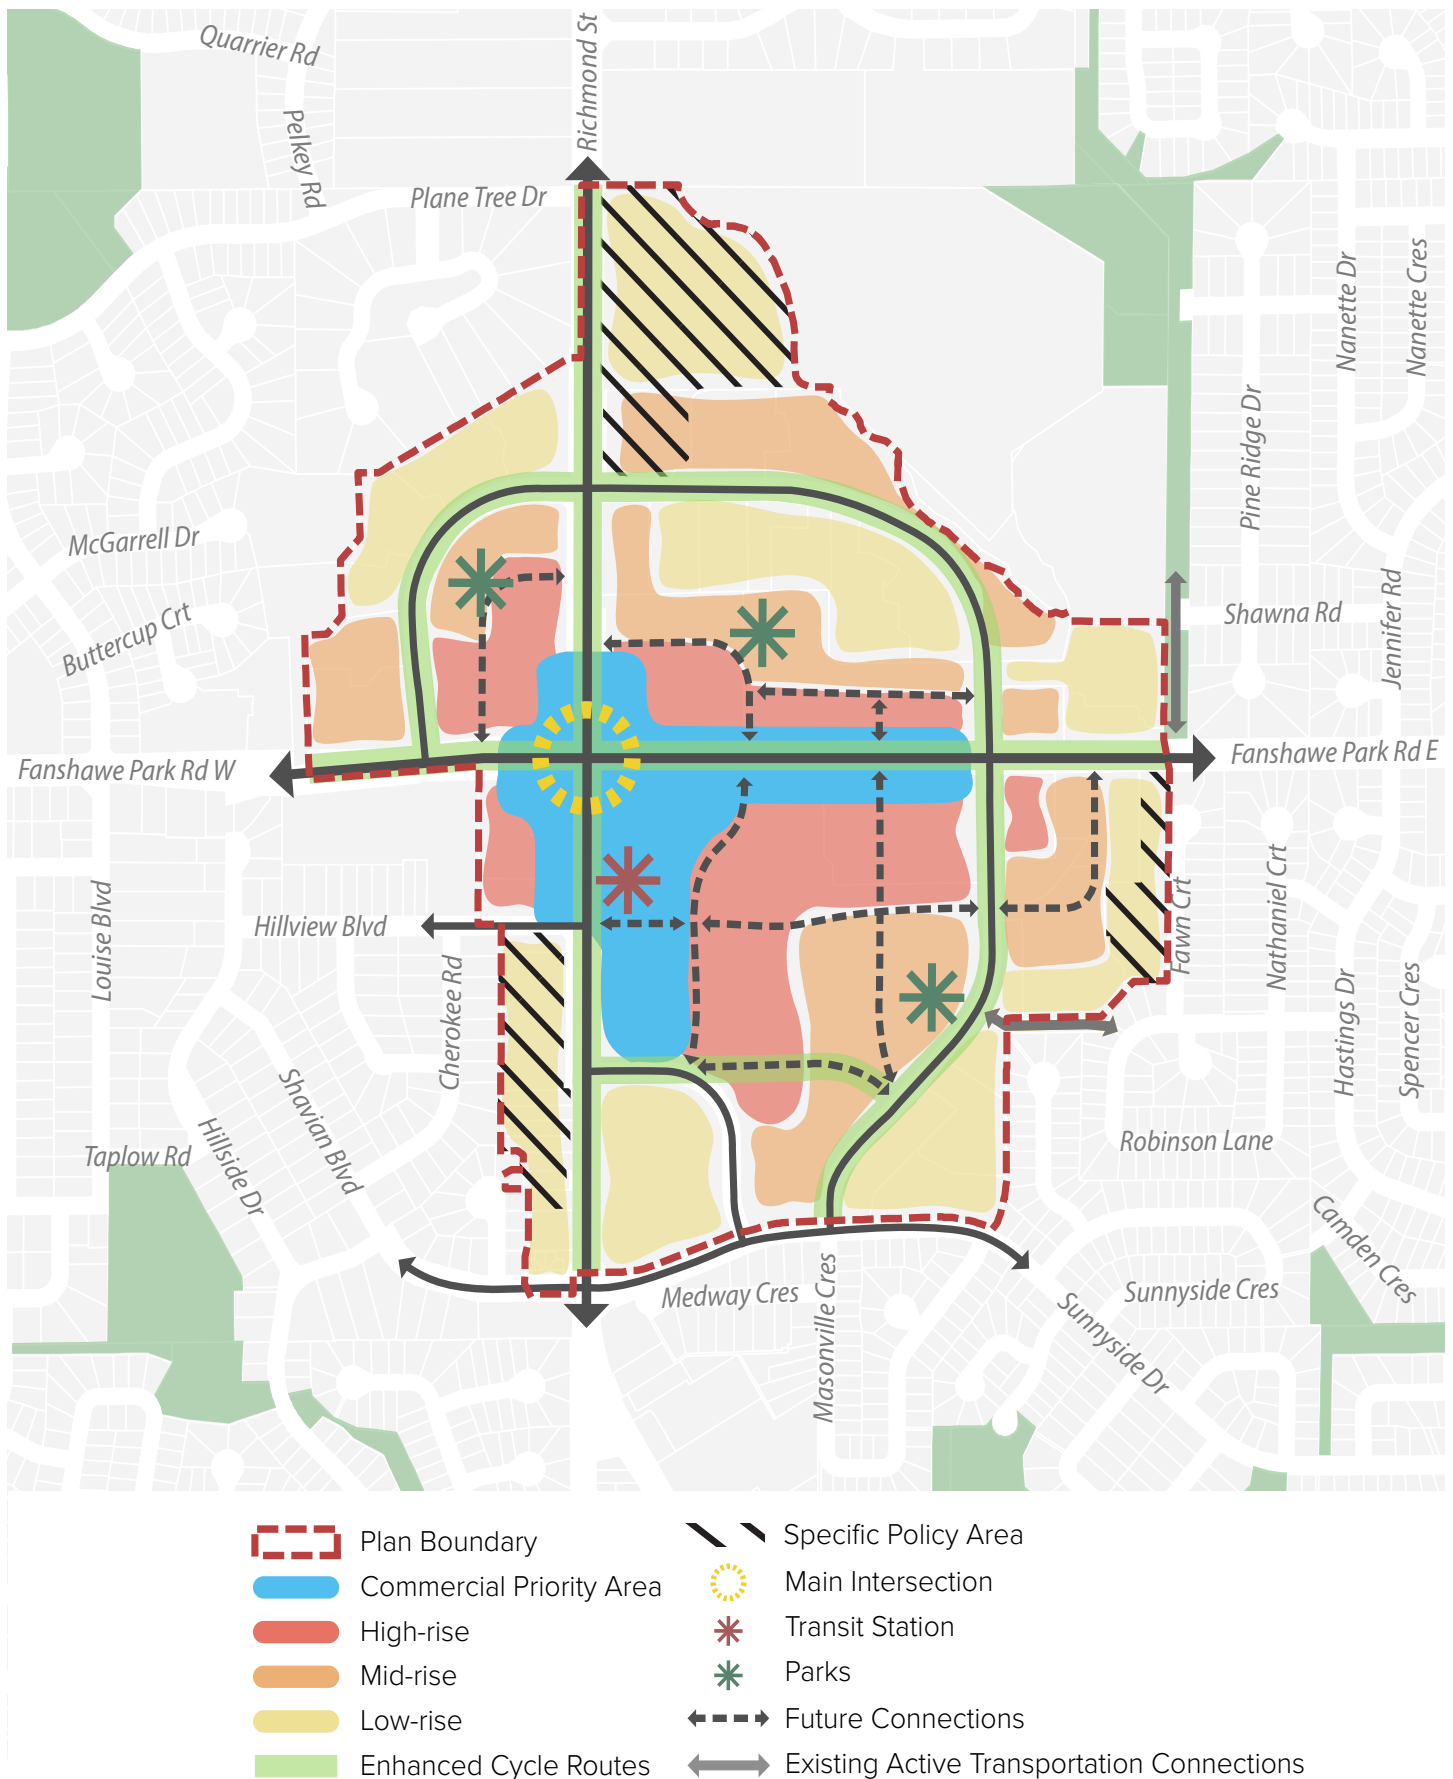 Quarrier Rd
Richmond St
Pelkey Rd
Plane Tree Dr
Nanette Dr
Nanette Cres
Pine Ridge Dr
McGarrell Dr
Buttercup Crt
Shawna Rd
Jennifer Rd
Fanshawe Park Rd W
Fanshawe Park Rd E
Louise Blvd
Hillview Blvd
Cherokee Rd
Fawn Crt
Nathaniel Crt
Hastings Dr
Spencer Cres
Shavian Blvd
Hillside Dr
Taplow Rd
Robinson Lane
Camden Cres
Medway Cres
Masonville Cres
Sunnyside Cres
Sunnyside Dr
Plan Boundary
Commercial Priority Area
High-rise
Mid-rise
Low-rise
Enhanced Cycle Routes
Specific Policy Area
Main Intersection
Transit Station
Parks
Future Connections
Existing Active Transportation Connections